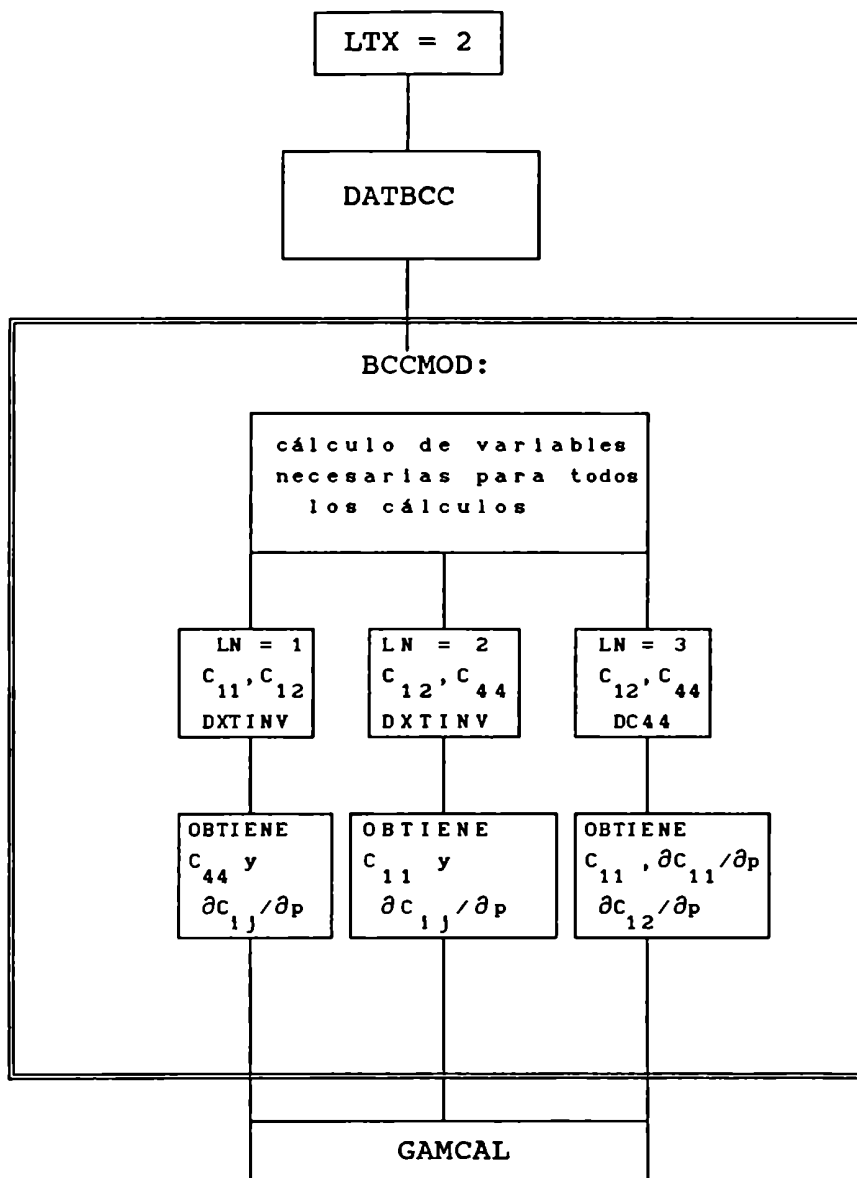 LTX = 2
DATBCC
BCCMOD:
cálculo de variables
necesarias para todos
los cálculos
LN = 1
C11,C12
DXTINV
LN = 2
C12,C44
DXTINV
LN = 3
C12,C44
DC44
OBTIENE
C44 y
∂Cij/∂p
OBTIENE
C11 y
∂Cij/∂p
OBTIENE
C11 ,∂C11/∂p
∂C12/∂p
GAMCAL